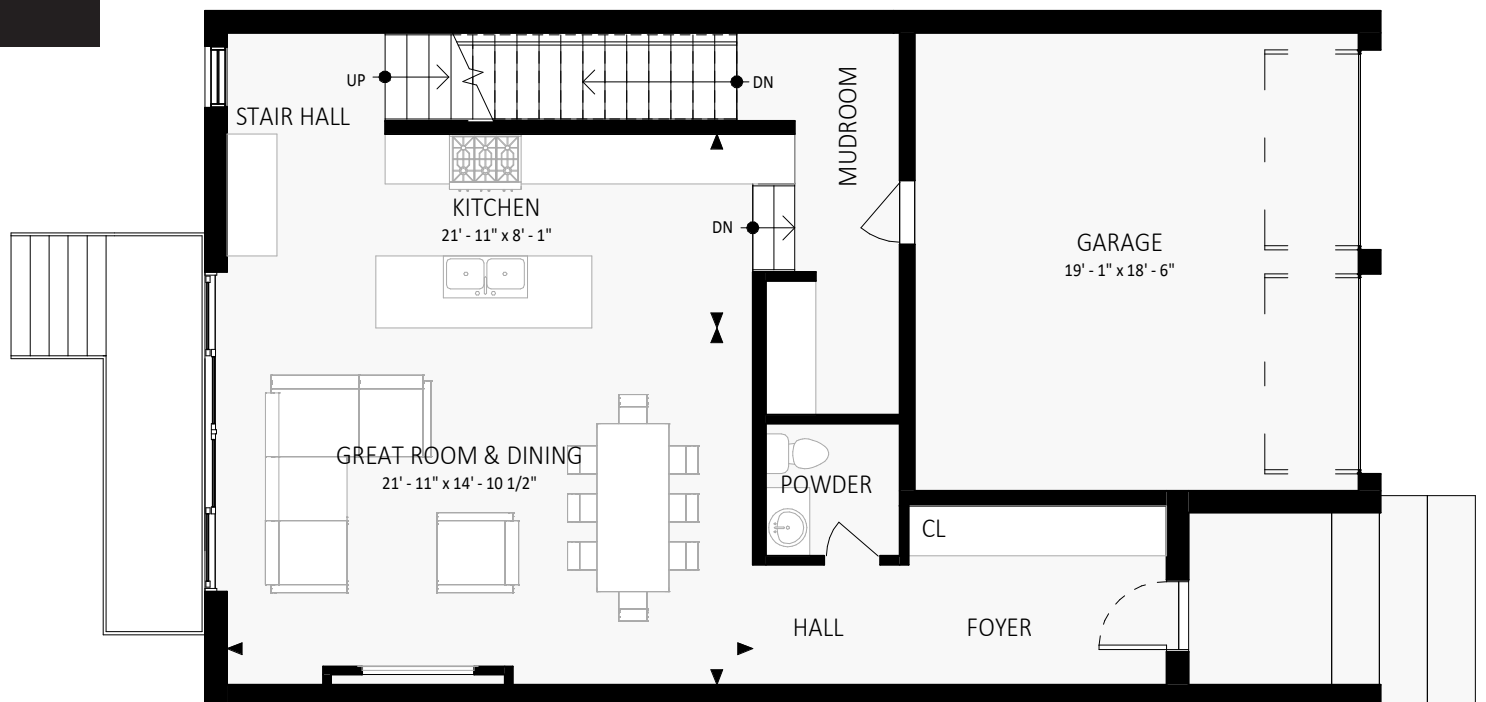 UP
DN
STAIR HALL
MUDROOM
KITCHEN
21' - 11" x 8' - 1"
DN
GARAGE
19' - 1" x 18' - 6"
GREAT ROOM & DINING
21' - 11" x 14' - 10 1/2"
POWDER
CL
HALL
FOYER